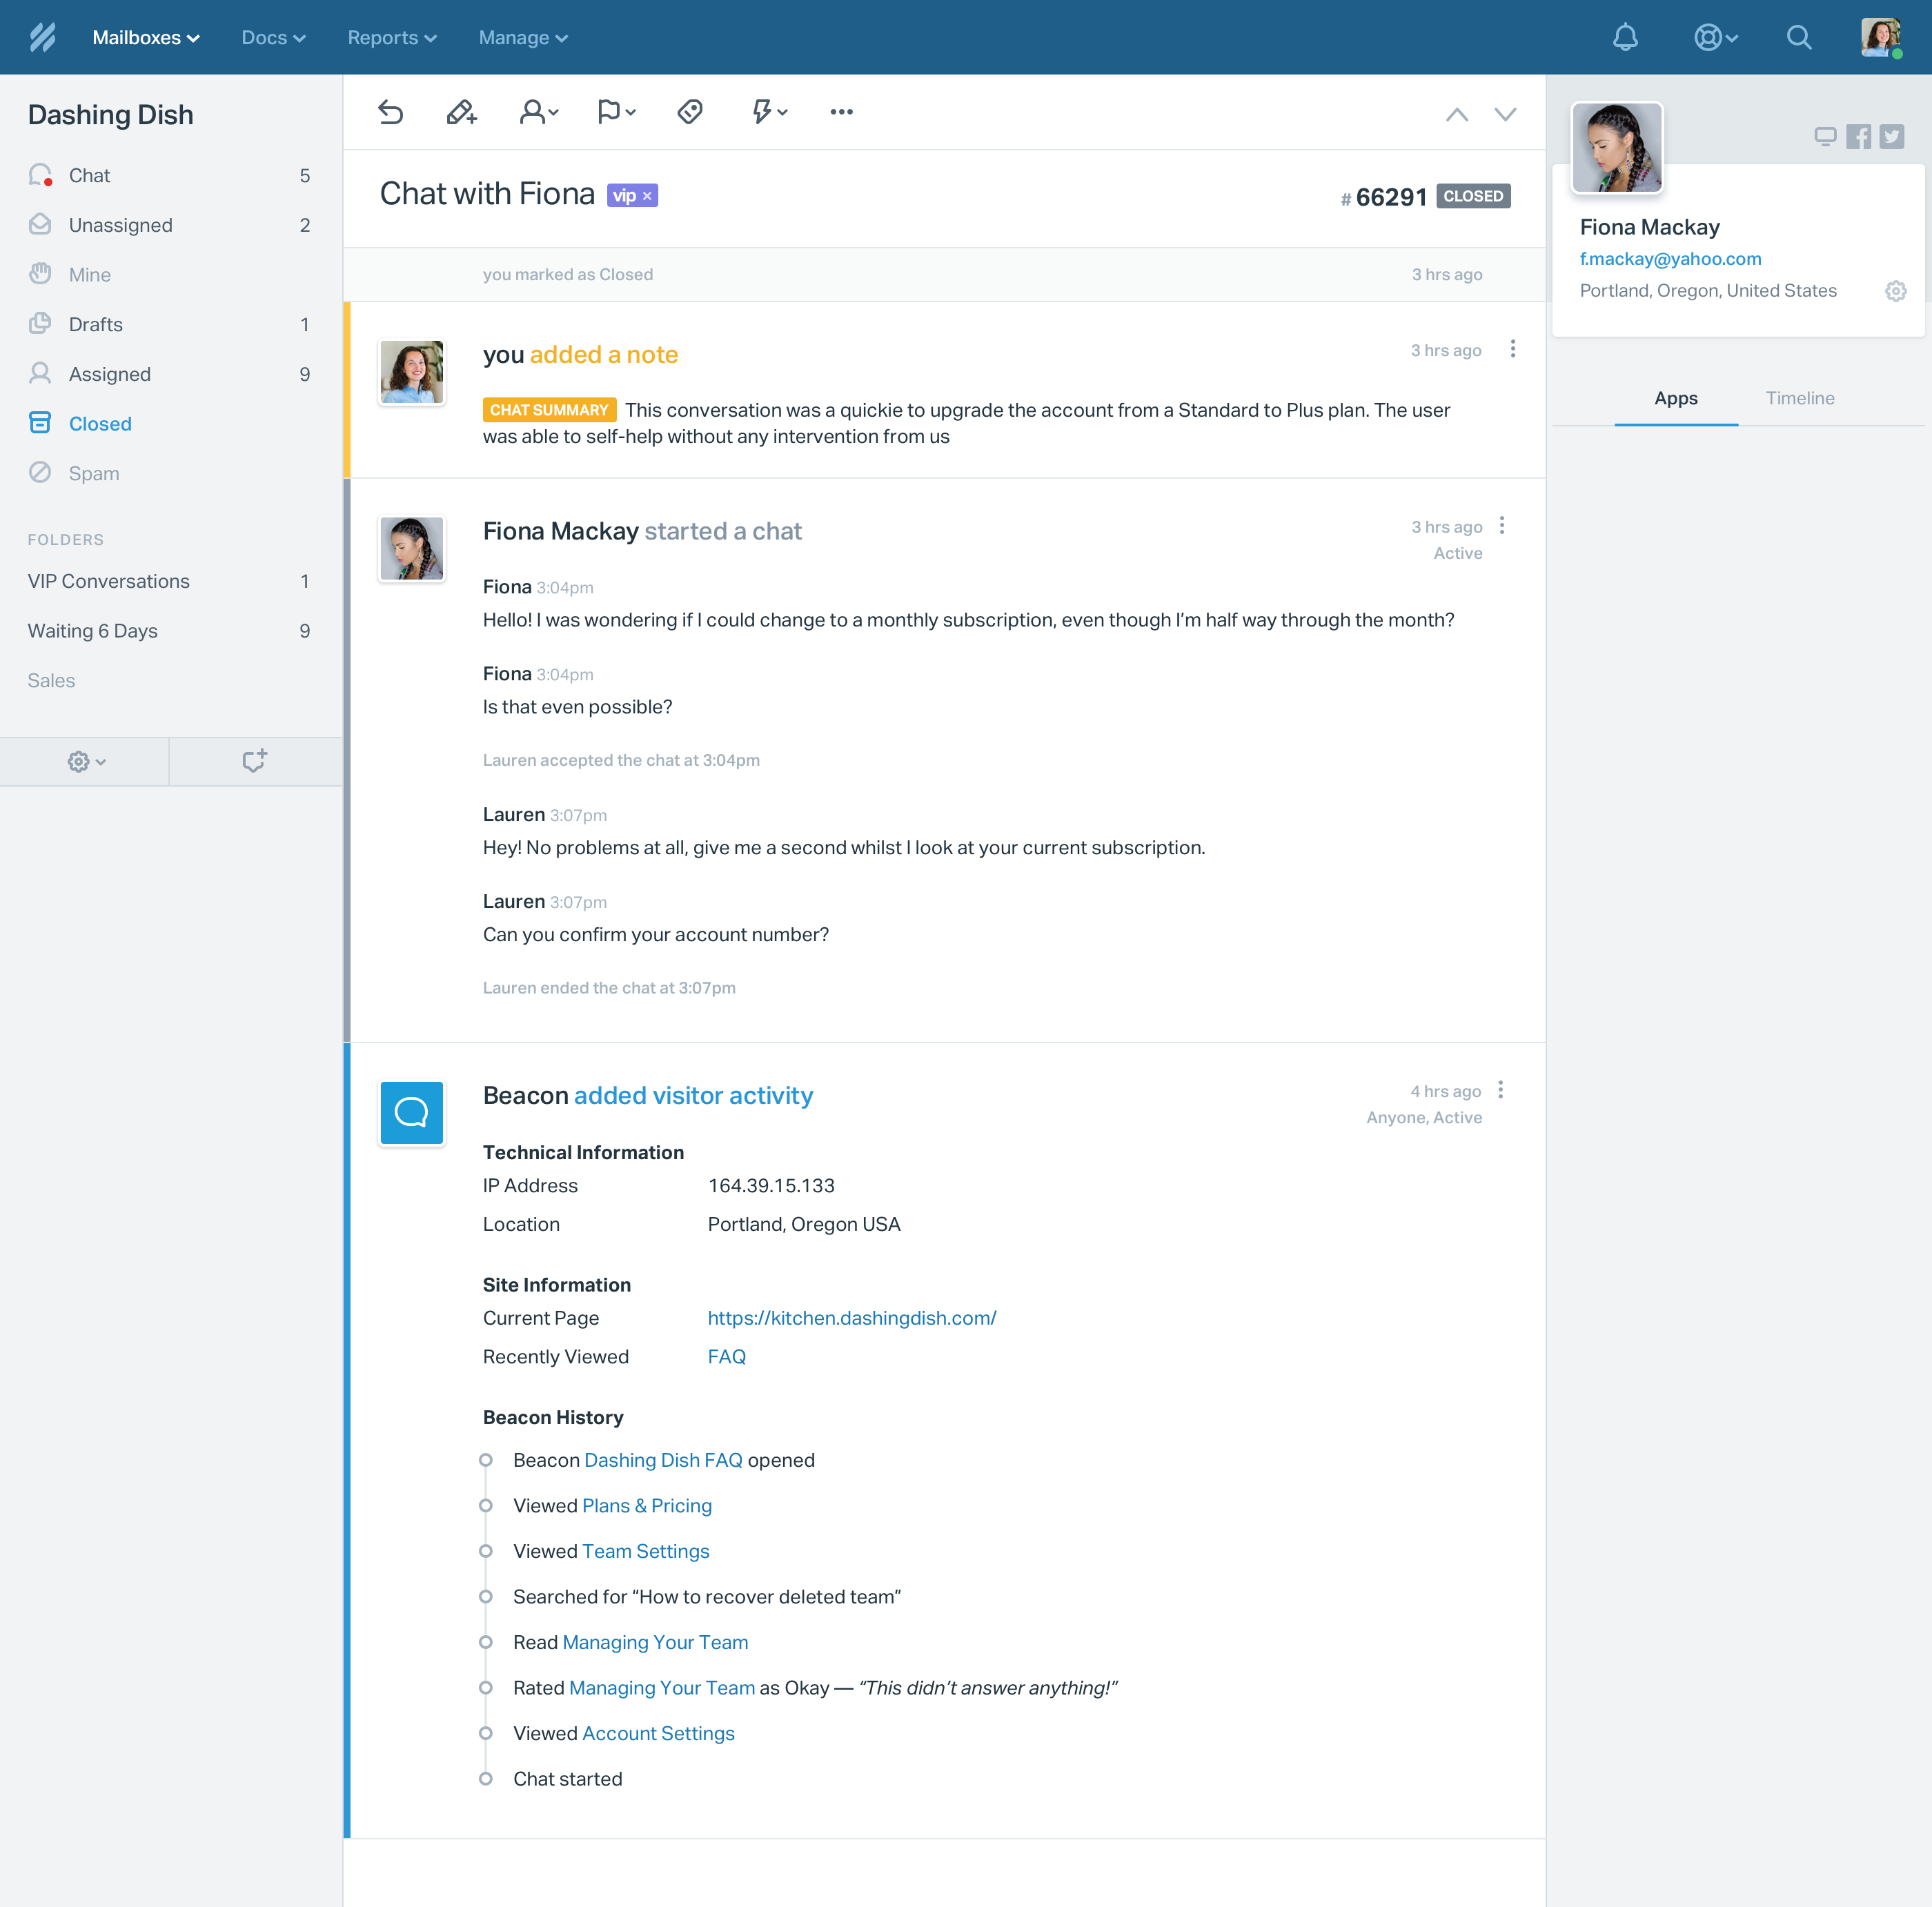 Mailboxes Docs Reports Manage
Dashing Dish
Chat 5
Unassigned 2
Mine
Drafts 1
Assigned 9
Closed
Spam
FOLDERS
VIP Conversations 1
Waiting 6 Days 9
Sales
Chat with Fiona vip × # 66291 CLOSED
you marked as Closed 3 hrs ago
you added a note 3 hrs ago
CHAT SUMMARY This conversation was a quickie to upgrade the account from a Standard to Plus plan. The user
was able to self-help without any intervention from us
Fiona Mackay started a chat 3 hrs ago
Active
Fiona 3:04pm
Hello! I was wondering if I could change to a monthly subscription, even though I’m half way through the month?
Fiona 3:04pm
Is that even possible?
Lauren accepted the chat at 3:04pm
Lauren 3:07pm
Hey! No problems at all, give me a second whilst I look at your current subscription.
Lauren 3:07pm
Can you confirm your account number?
Lauren ended the chat at 3:07pm
Beacon added visitor activity 4 hrs ago
Anyone, Active
Technical Information
IP Address 164.39.15.133
Location Portland, Oregon USA
Site Information
Current Page https://kitchen.dashingdish.com/
Recently Viewed FAQ
Beacon History
Beacon Dashing Dish FAQ opened
Viewed Plans & Pricing
Viewed Team Settings
Searched for “How to recover deleted team”
Read Managing Your Team
Rated Managing Your Team as Okay — “This didn’t answer anything!”
Viewed Account Settings
Chat started
Fiona Mackay
f.mackay@yahoo.com
Portland, Oregon, United States
Apps Timeline